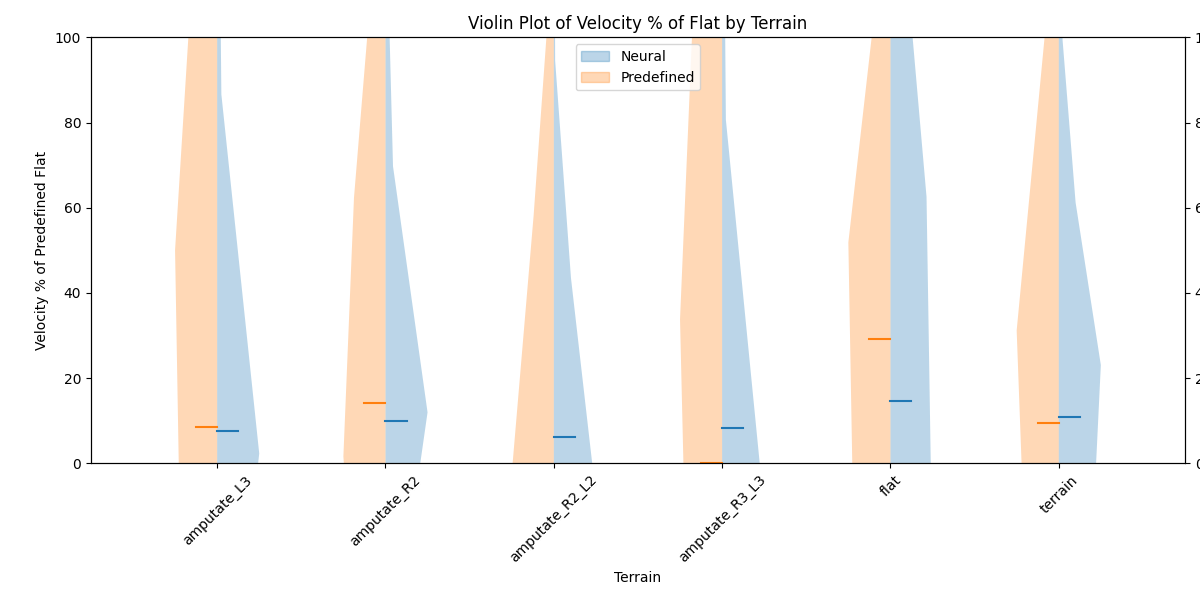 Violin Plot of Velocity % of Flat by Terrain
Neural
Predefined
Velocity % of Predefined Flat
100
80
60
40
20
0
amputate_L3
amputate_R2
amputate_R2_L2
amputate_R3_L3
flat
terrain
Terrain